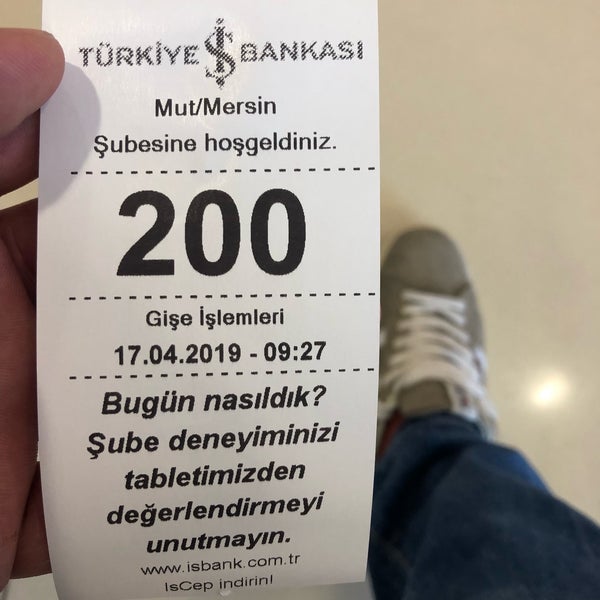 TÜRKİYE İŞ BANKASI
Mut/Mersin
Şubesine hoşgeldiniz.
200
Gişe İşlemleri
17.04.2019 - 09:27
Bugün nasıldık?
Şube deneyiminizi
tabletimizden
değerlendirmeyi
unutmayın.
www.isbank.com.tr
IsCep indirin!